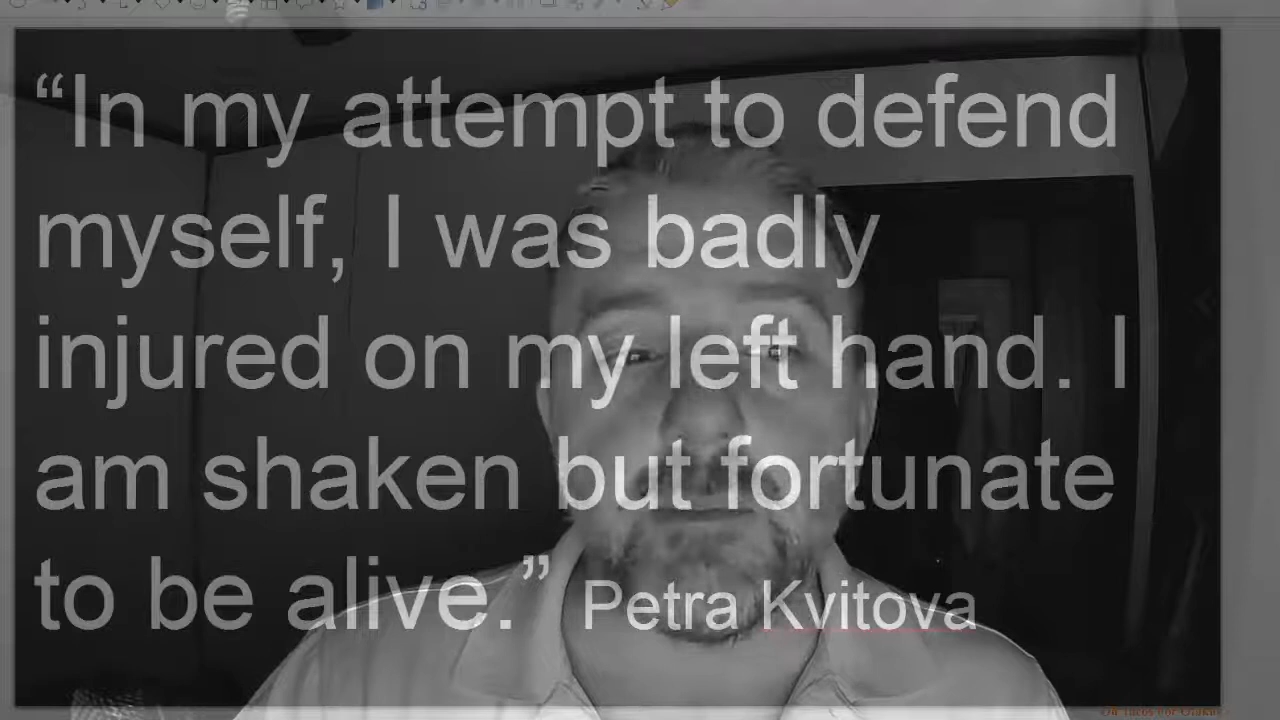 “In my attempt to defend
myself, I was badly
injured on my left hand. I
am shaken but fortunate
to be alive.” Petra Kvitova